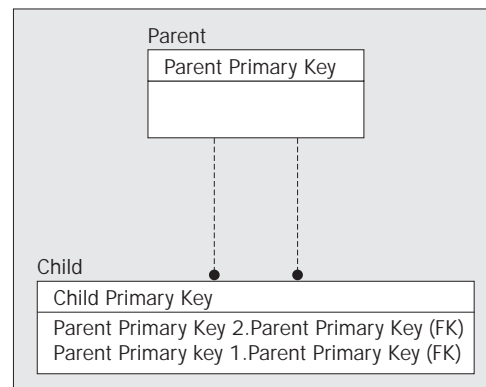 Parent
Parent Primary Key
Child
Child Primary Key
Parent Primary Key 2.Parent Primary Key (FK)
Parent Primary key 1.Parent Primary Key (FK)